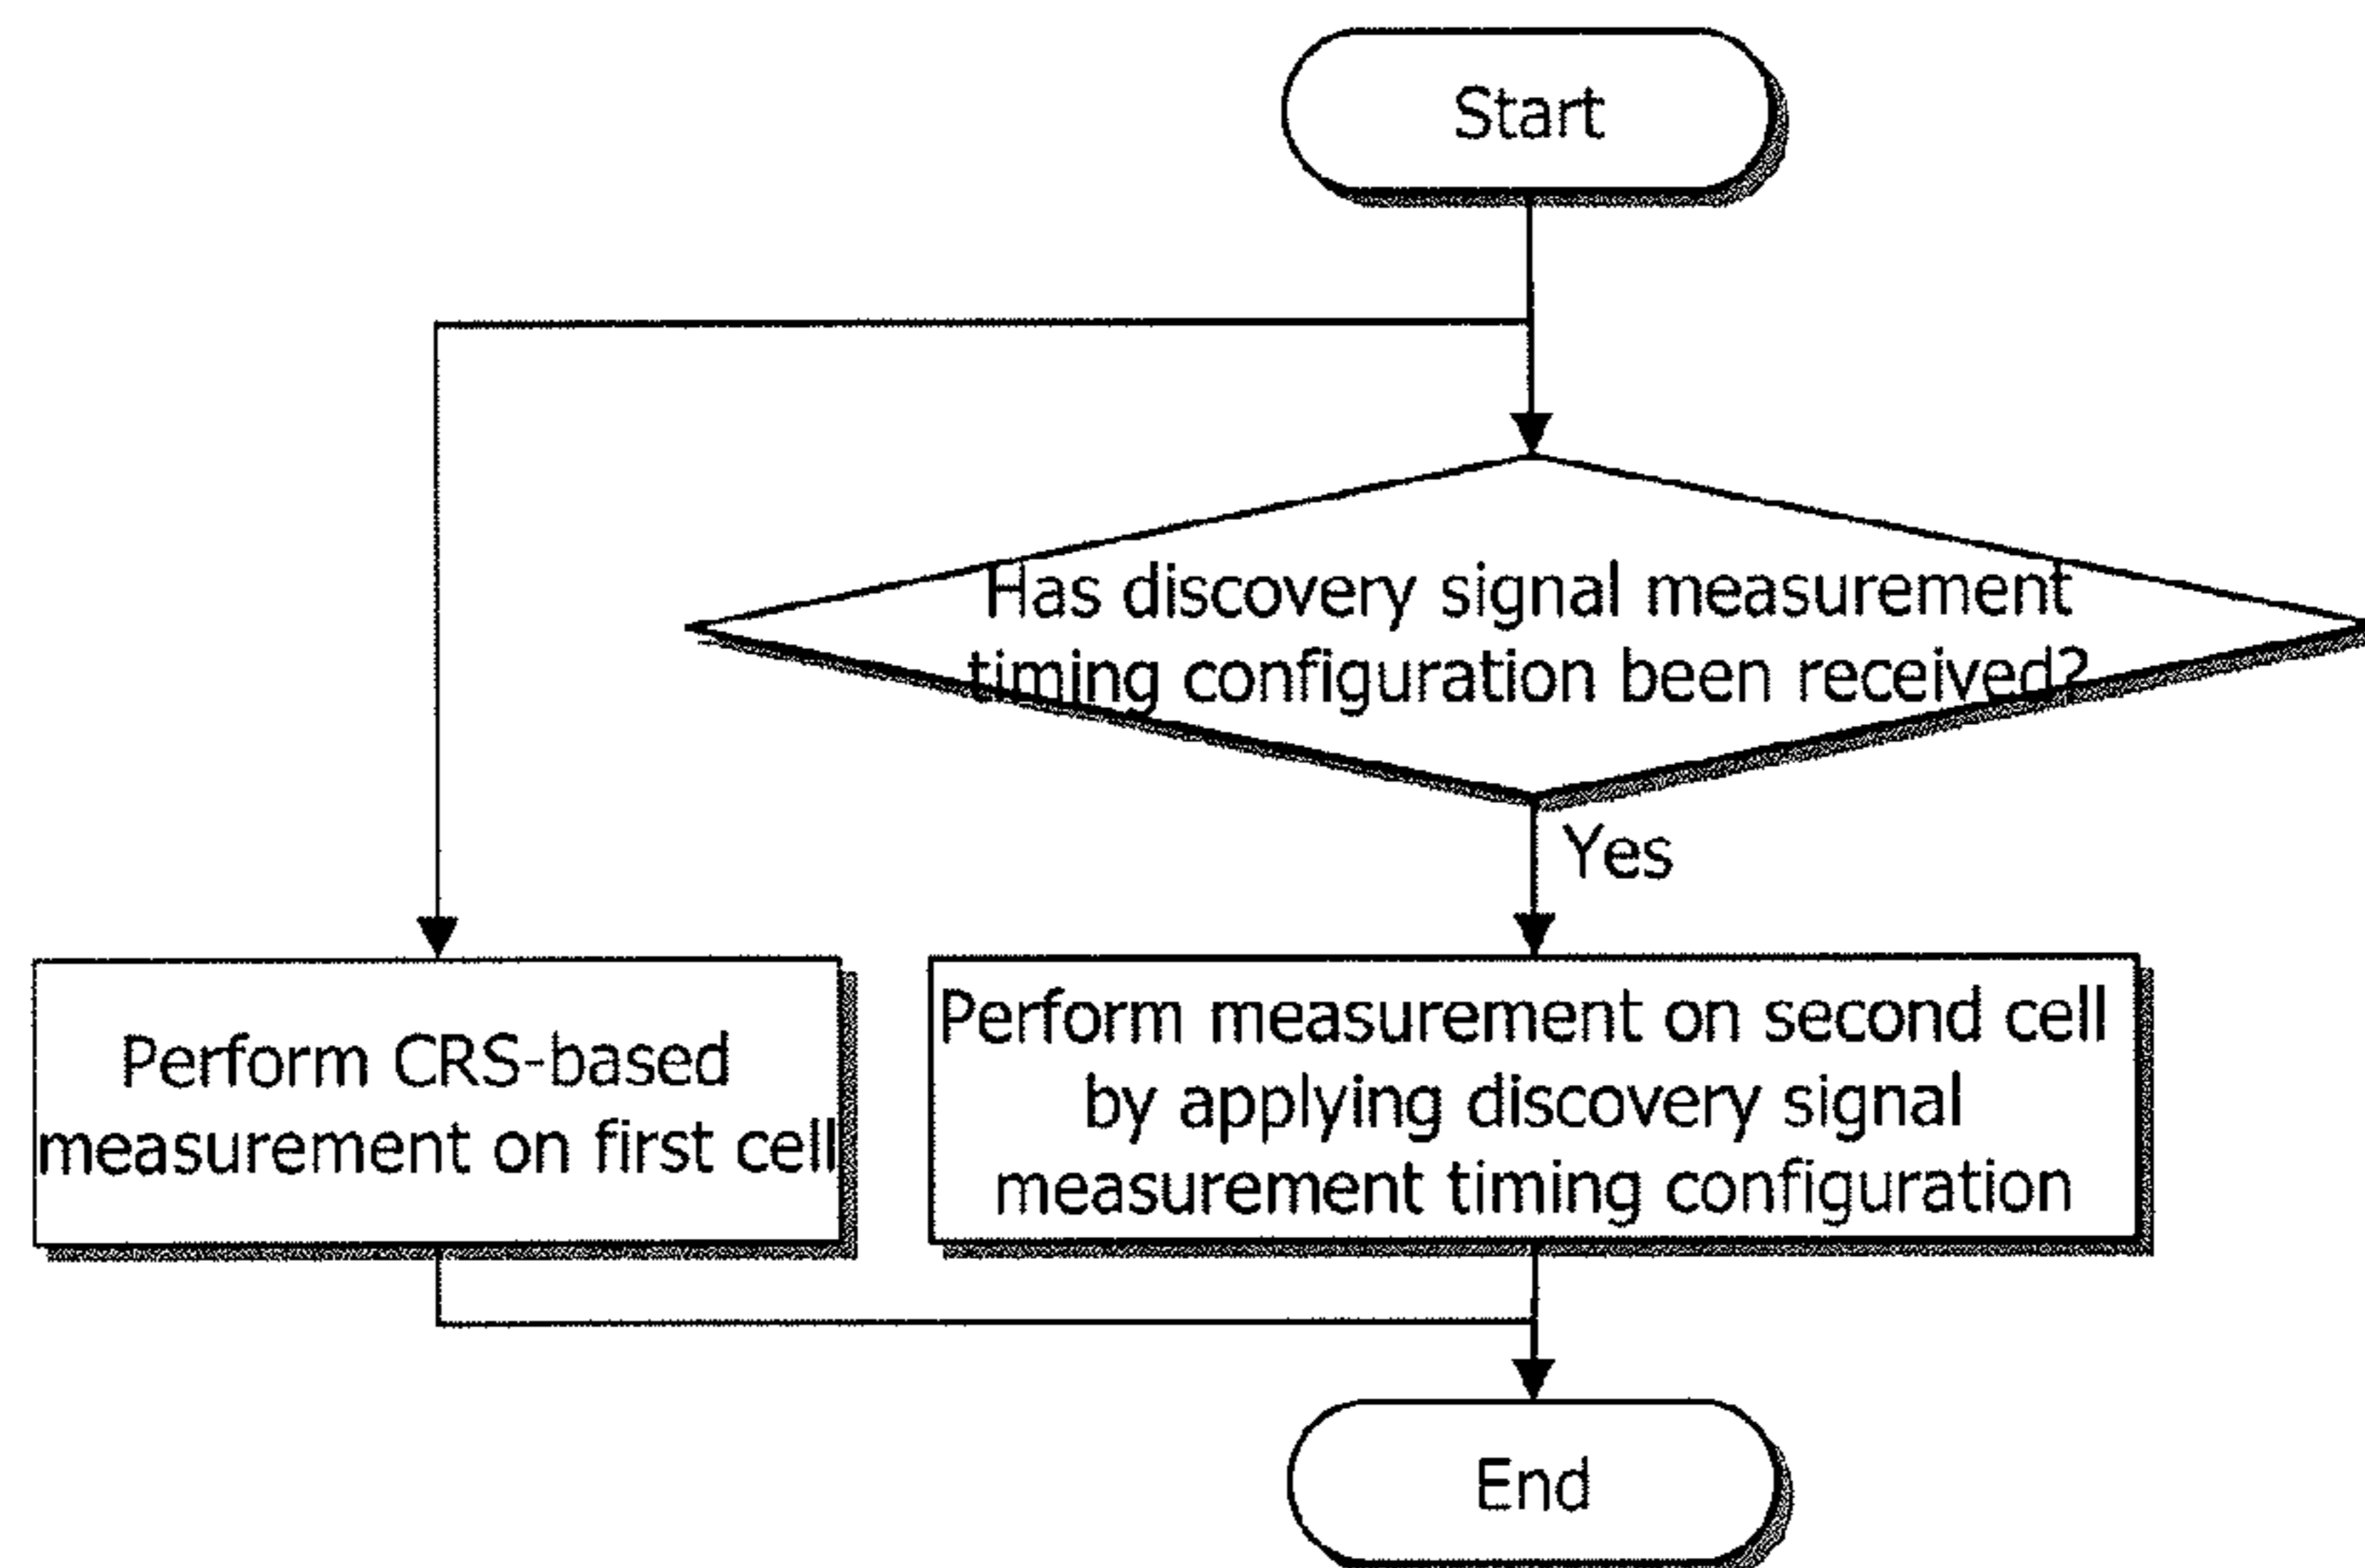 Start
Has discovery signal measurement
timing configuration been received?
Yes
Perform CRS-based
measurement on first cell
Perform measurement on second cell
by applying discovery signal
measurement timing configuration
End